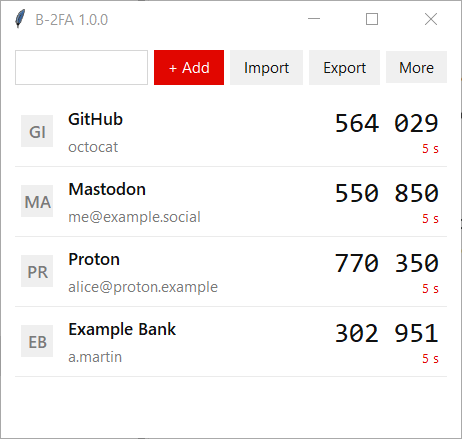 B-2FA 1.0.0
+ Add Import Export More
GI GitHub 564 029
octocat 5 s
MA Mastodon 550 850
me@example.social 5 s
PR Proton 770 350
alice@proton.example 5 s
EB Example Bank 302 951
a.martin 5 s